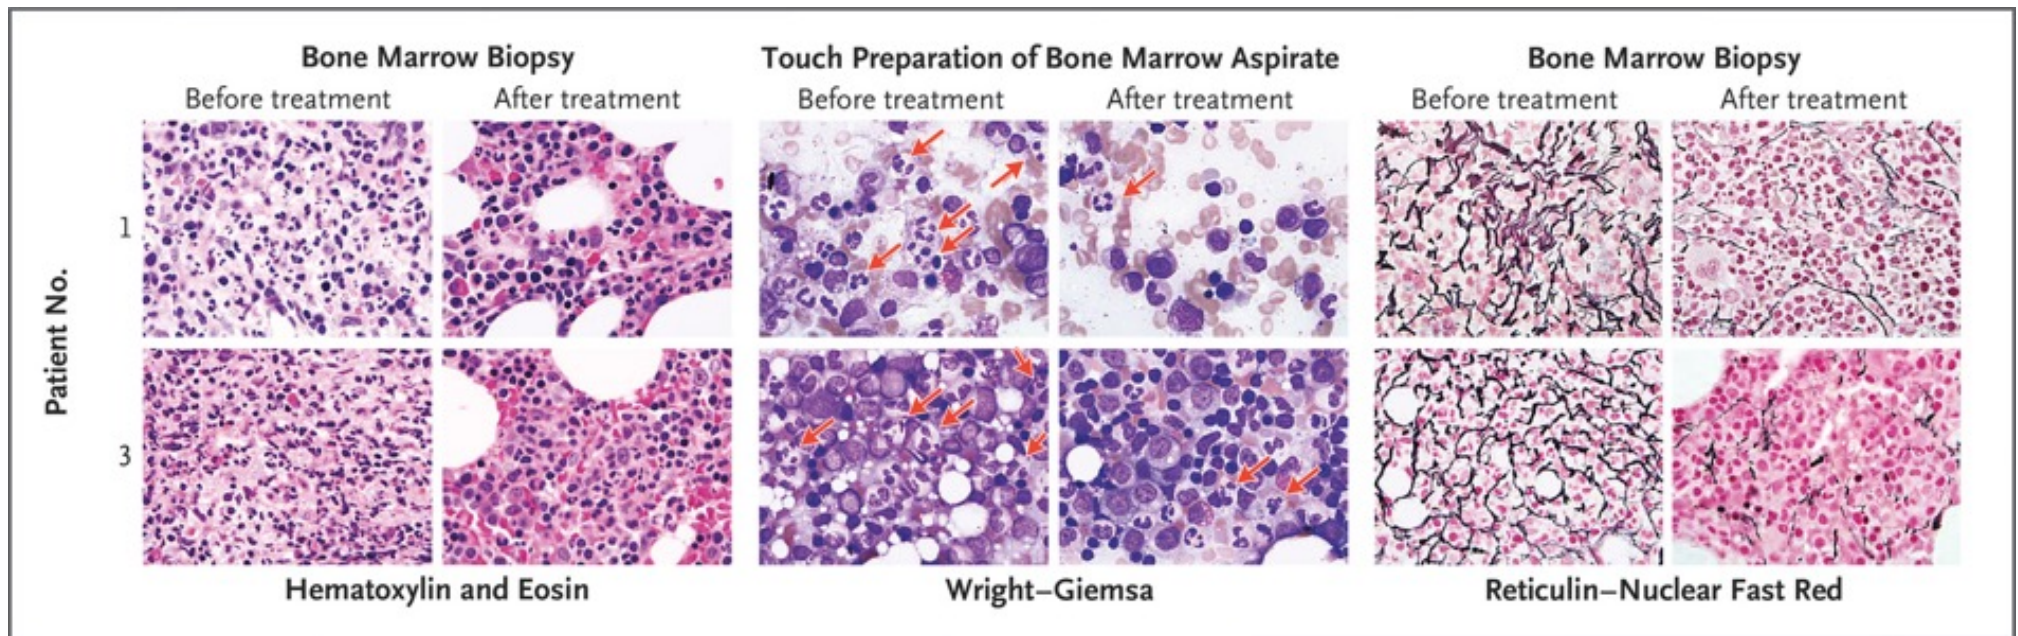 Bone Marrow Biopsy
Touch Preparation of Bone Marrow Aspirate
Bone Marrow Biopsy
Before treatment
After treatment
Before treatment
After treatment
Before treatment
After treatment
Patient No.
1
3
Hematoxylin and Eosin
Wright–Giemsa
Reticulin–Nuclear Fast Red